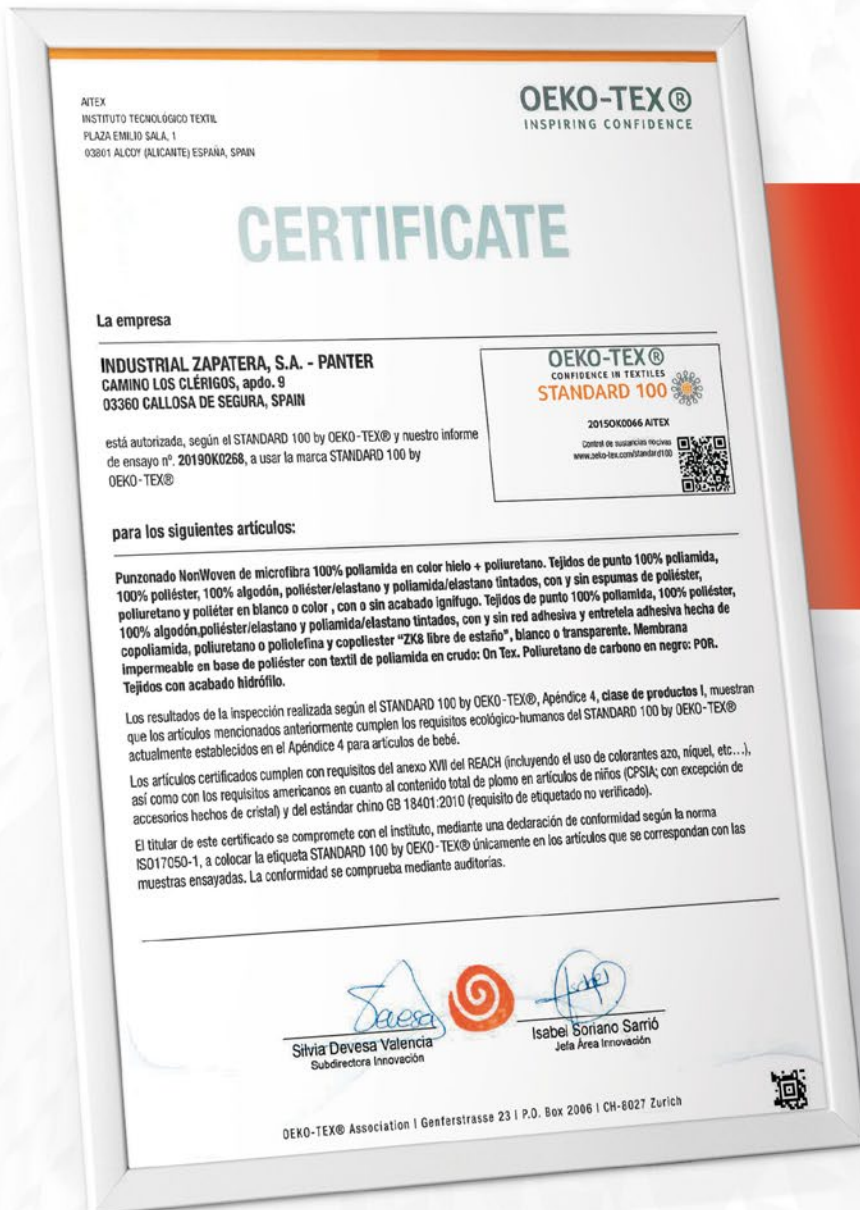 AITEX
INSTITUTO TECNOLÓGICO TEXTIL
PLAZA EMILIO SALA, 1
03801 ALCOY (ALICANTE) ESPAÑA, SPAIN
OEKO-TEX®
INSPIRING CONFIDENCE
CERTIFICATE
La empresa
INDUSTRIAL ZAPATERA, S.A. - PANTER
CAMINO LOS CLÉRIGOS, apdo. 9
03360 CALLOSA DE SEGURA, SPAIN
está autorizada, según el STANDARD 100 by OEKO-TEX® y nuestro informe
de ensayo nº. 2019OK0268, a usar la marca STANDARD 100 by
OEKO-TEX®
OEKO-TEX®
CONFIDENCE IN TEXTILES
STANDARD 100
2015OK0066 AITEX
Control de sustancias nocivas
www.oeko-tex.com/standard100
para los siguientes artículos:
Punzonado NonWoven de microfibra 100% poliamida en color hielo + poliuretano. Tejidos de punto 100% poliamida,
100% poliéster, 100% algodón, poliéster/elastano y poliamida/elastano tintados, con y sin espumas de poliéster,
poliuretano y poliéter en blanco o color , con o sin acabado ignifugo. Tejidos de punto 100% poliamida, 100% poliéster,
100% algodón,poliéster/elastano y poliamida/elastano tintados, con y sin red adhesiva y entretela adhesiva hecha de
copoliamida, poliuretano o poliolefina y copoliester "ZK8 libre de estaño", blanco o transparente. Membrana
impermeable en base de poliéster con textil de poliamida en crudo: On Tex. Poliuretano de carbono en negro: POR.
Tejidos con acabado hidrófilo.
Los resultados de la inspección realizada según el STANDARD 100 by OEKO-TEX®, Apéndice 4, clase de productos I, muestran
que los artículos mencionados anteriormente cumplen los requisitos ecológico-humanos del STANDARD 100 by OEKO-TEX®
actualmente establecidos en el Apéndice 4 para artículos de bebé.
Los artículos certificados cumplen con requisitos del anexo XVII del REACH (incluyendo el uso de colorantes azo, níquel, etc...),
así como con los requisitos americanos en cuanto al contenido total de plomo en artículos de niños (CPSIA; con excepción de
accesorios hechos de cristal) y del estándar chino GB 18401:2010 (requisito de etiquetado no verificado).
El titular de este certificado se compromete con el instituto, mediante una declaración de conformidad según la norma
ISO17050-1, a colocar la etiqueta STANDARD 100 by OEKO-TEX® únicamente en los artículos que se correspondan con las
muestras ensayadas. La conformidad se comprueba mediante auditorías.
Devesa
Isabel
Silvia Devesa Valencia
Subdirectora Innovación
Isabel Soriano Sarrió
Jefa Área Innovación
OEKO-TEX® Association | Genferstrasse 23 | P.O. Box 2006 | CH-8027 Zurich